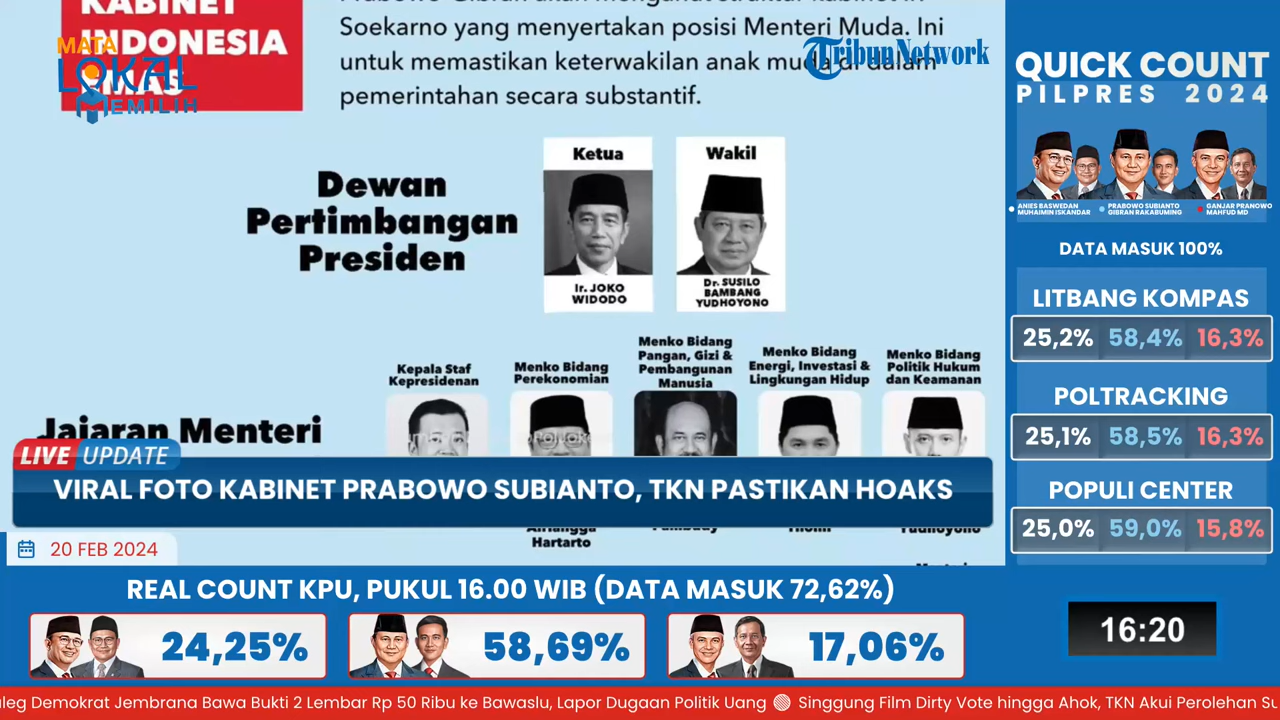 KABINET
INDONESIA
EMAS
MATA
LOKAL
MEMILIH
Soekarno yang menyertakan posisi Menteri Muda. Ini
untuk memastikan keterwakilan anak muda di dalam
pemerintahan secara substantif.
Tribun Network
Dewan
Pertimbangan
Presiden
Ketua
Ir. JOKO
WIDODO
Wakil
Dr. SUSILO
BAMBANG
YUDHOYONO
Jajaran Menteri
Kepala Staf
Kepresidenan
Menko Bidang
Perekonomian
Menko Bidang
Pangan, Gizi &
Pembangunan
Manusia
Menko Bidang
Energi, Investasi &
Lingkungan Hidup
Menko Bidang
Politik Hukum
dan Keamanan
LIVE UPDATE
VIRAL FOTO KABINET PRABOWO SUBIANTO, TKN PASTIKAN HOAKS
Airlangga
Hartarto
Yudhoyono
20 FEB 2024
QUICK COUNT
PILPRES 2024
ANIES BASWEDAN
MUHAIMIN ISKANDAR
PRABOWO SUBIANTO
GIBRAN RAKABUMING
GANJAR PRANOWO
MAHFUD MD
DATA MASUK 100%
LITBANG KOMPAS
25,2% 58,4% 16,3%
POLTRACKING
25,1% 58,5% 16,3%
POPULI CENTER
25,0% 59,0% 15,8%
REAL COUNT KPU, PUKUL 16.00 WIB (DATA MASUK 72,62%)
24,25% 58,69% 17,06%
16:20
leg Demokrat Jembrana Bawa Bukti 2 Lembar Rp 50 Ribu ke Bawaslu, Lapor Dugaan Politik Uang Singgung Film Dirty Vote hingga Ahok, TKN Akui Perolehan Su